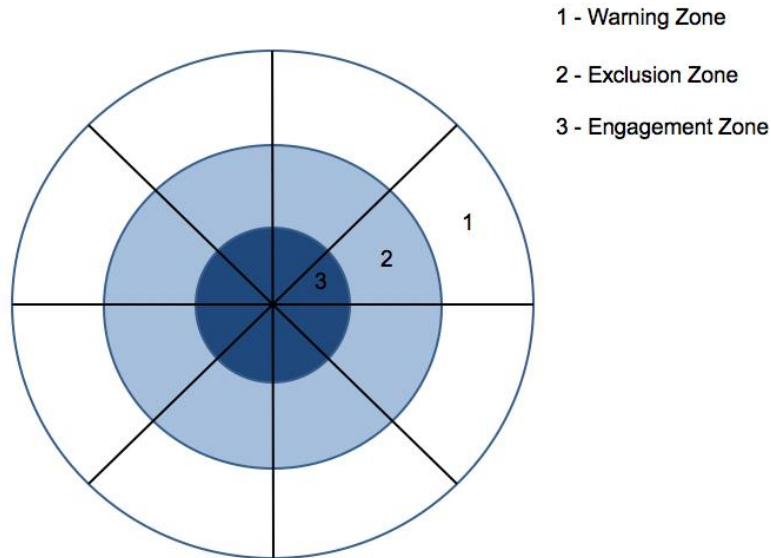 1 - Warning Zone
2 - Exclusion Zone
3 - Engagement Zone
1
2
3